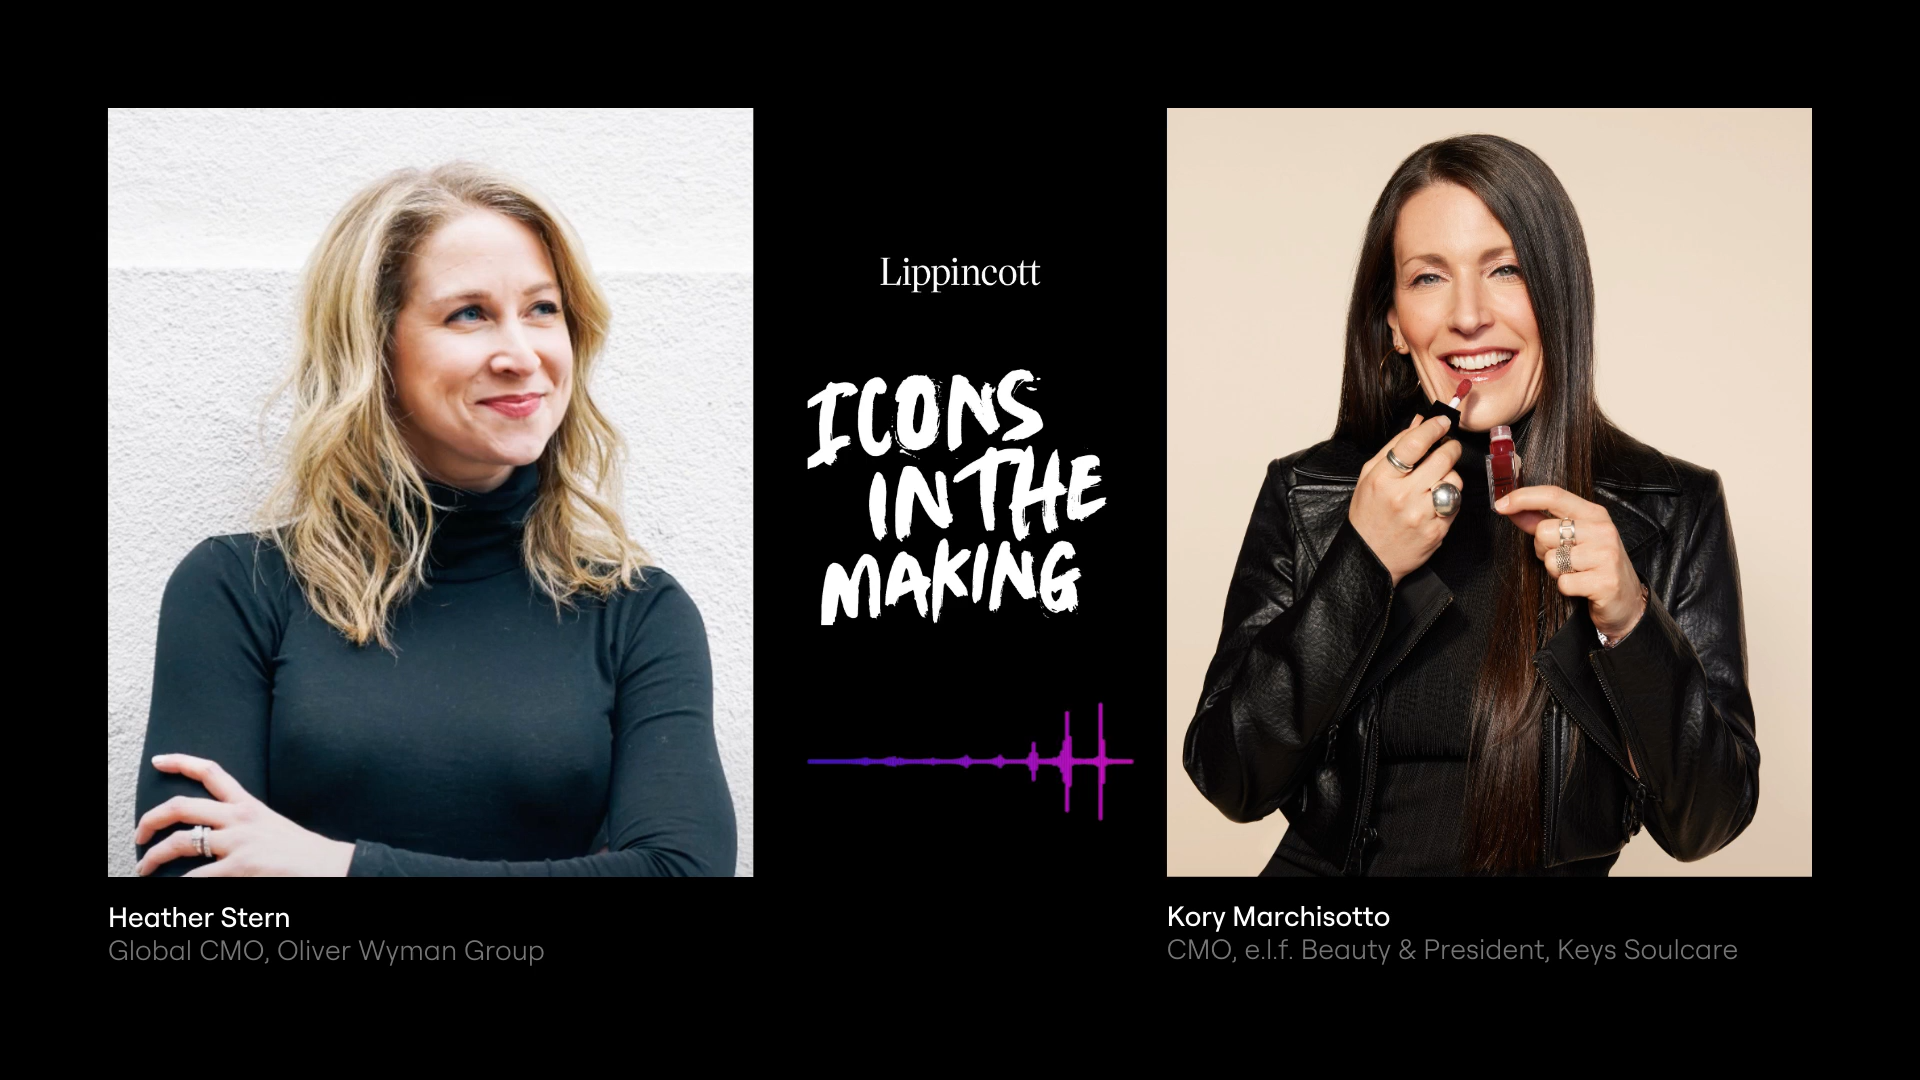 Lippincott
ICONS
IN THE
MAKING
Heather Stern
Global CMO, Oliver Wyman Group
Kory Marchisotto
CMO, e.l.f. Beauty & President, Keys Soulcare